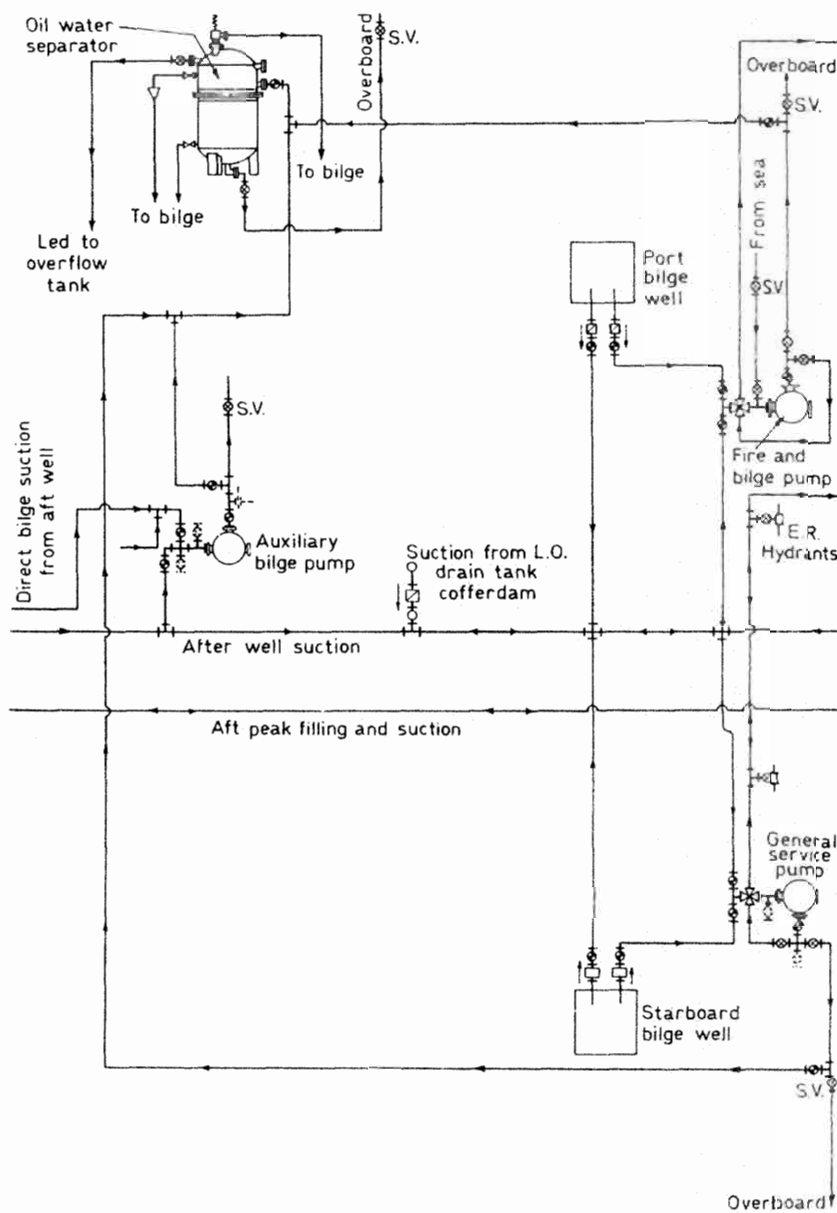 Oil water
separator
S.V.
Overboard
Overboard
S.V.
To bilge
From sea
To bilge
Led to
overflow
tank
Port
bilge
well
S.V
S.V.
Fire and
bilge pump
Direct bilge suction
from aft well
Auxiliary
bilge pump
Suction from L.O.
drain tank
cofferdam
E.R.
Hydrants
After well suction
Aft peak filling and suction
General
service
pump
Starboard
bilge well
S.V.
Overboard